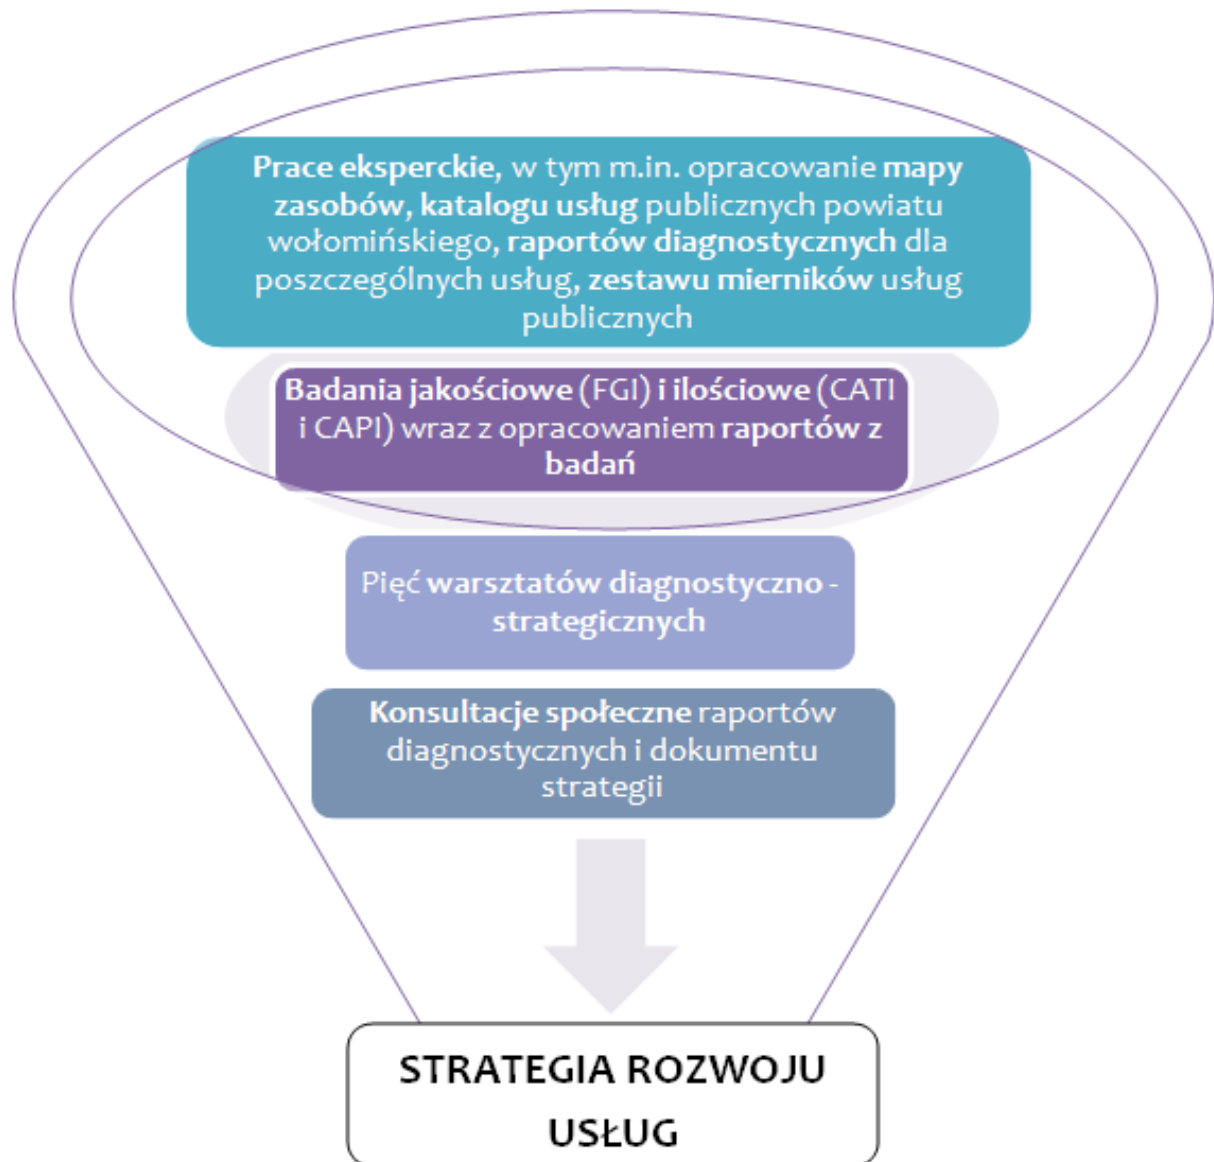 Prace eksperckie, w tym m.in. opracowanie mapy
zasobów, katalogu usług publicznych powiatu
wołomińskiego, raportów diagnostycznych dla
poszczególnych usług, zestawu mierników usług
publicznych
Badania jakościowe (FGI) i ilościowe (CATI
i CAPI) wraz z opracowaniem raportów z
badań
Pięć warsztatów diagnostyczno -
strategicznych
Konsultacje społeczne raportów
diagnostycznych i dokumentu
strategii
STRATEGIA ROZWOJU
USŁUG